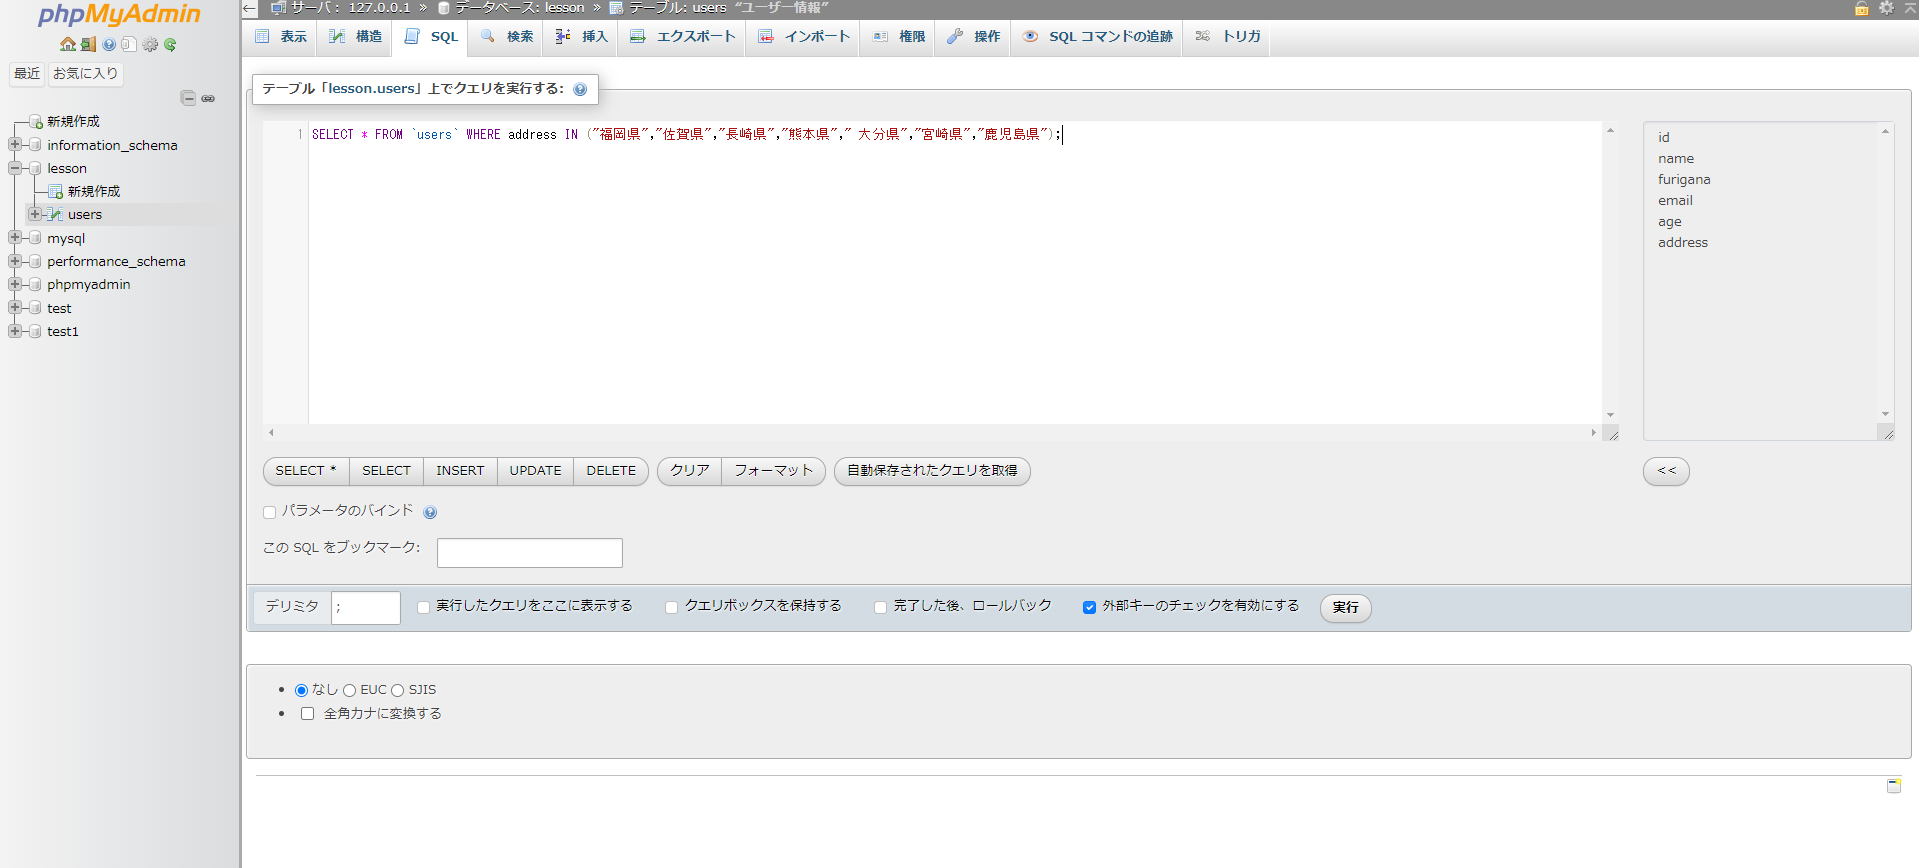 phpMyAdmin
最近 お気に入り
新規作成
information_schema
lesson
新規作成
users
mysql
performance_schema
phpmyadmin
test
test1
サーバ: 127.0.0.1 » データベース: lesson » テーブル: users “ユーザー情報”
表示 構造 SQL 検索 挿入 エクスポート インポート 権限 操作 SQL コマンドの追跡 トリガ
テーブル「lesson.users」上でクエリを実行する:
1 SELECT * FROM `users` WHERE address IN ("福岡県","佐賀県","長崎県","熊本県"," 大分県","宮崎県","鹿児島県");
id
name
furigana
email
age
address
SELECT * SELECT INSERT UPDATE DELETE クリア フォーマット 自動保存されたクエリを取得 <<
パラメータのバインド
この SQL をブックマーク:
デリミタ ; 実行したクエリをここに表示する クエリボックスを保持する 完了した後、ロールバック 外部キーのチェックを有効にする 実行
なし EUC SJIS
全角カナに変換する